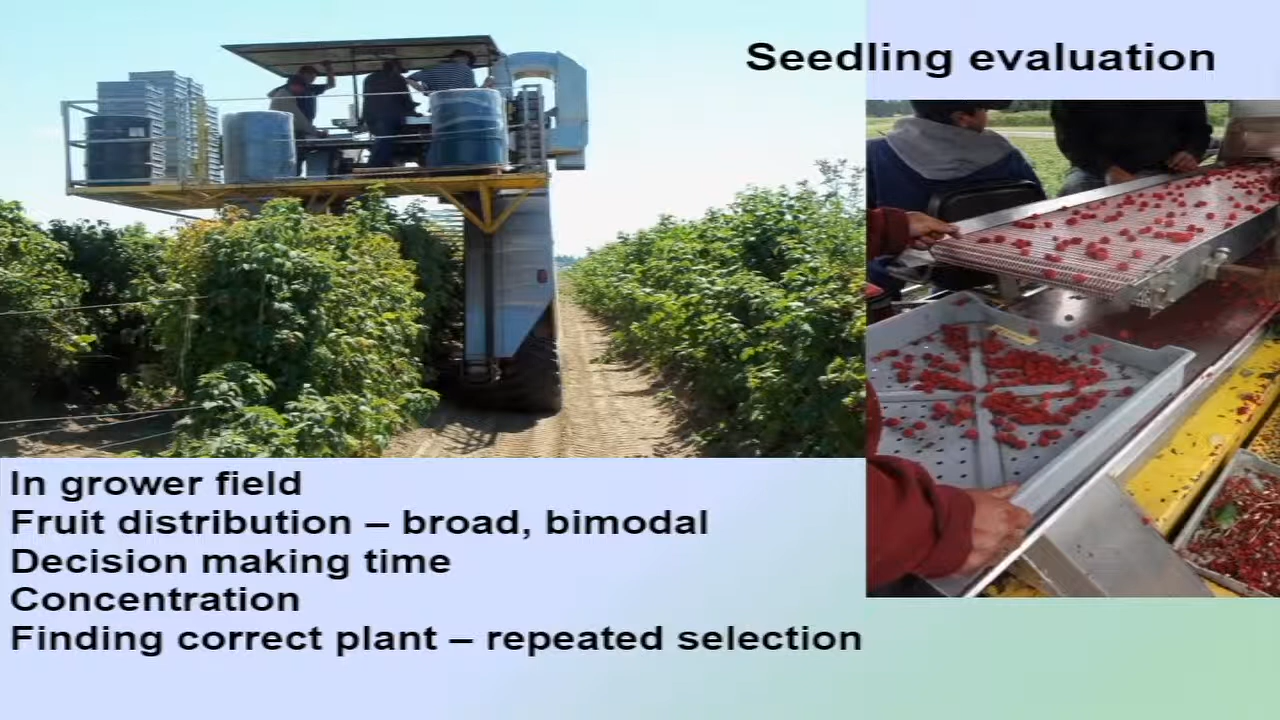 Seedling evaluation
In grower field
Fruit distribution – broad, bimodal
Decision making time
Concentration
Finding correct plant – repeated selection